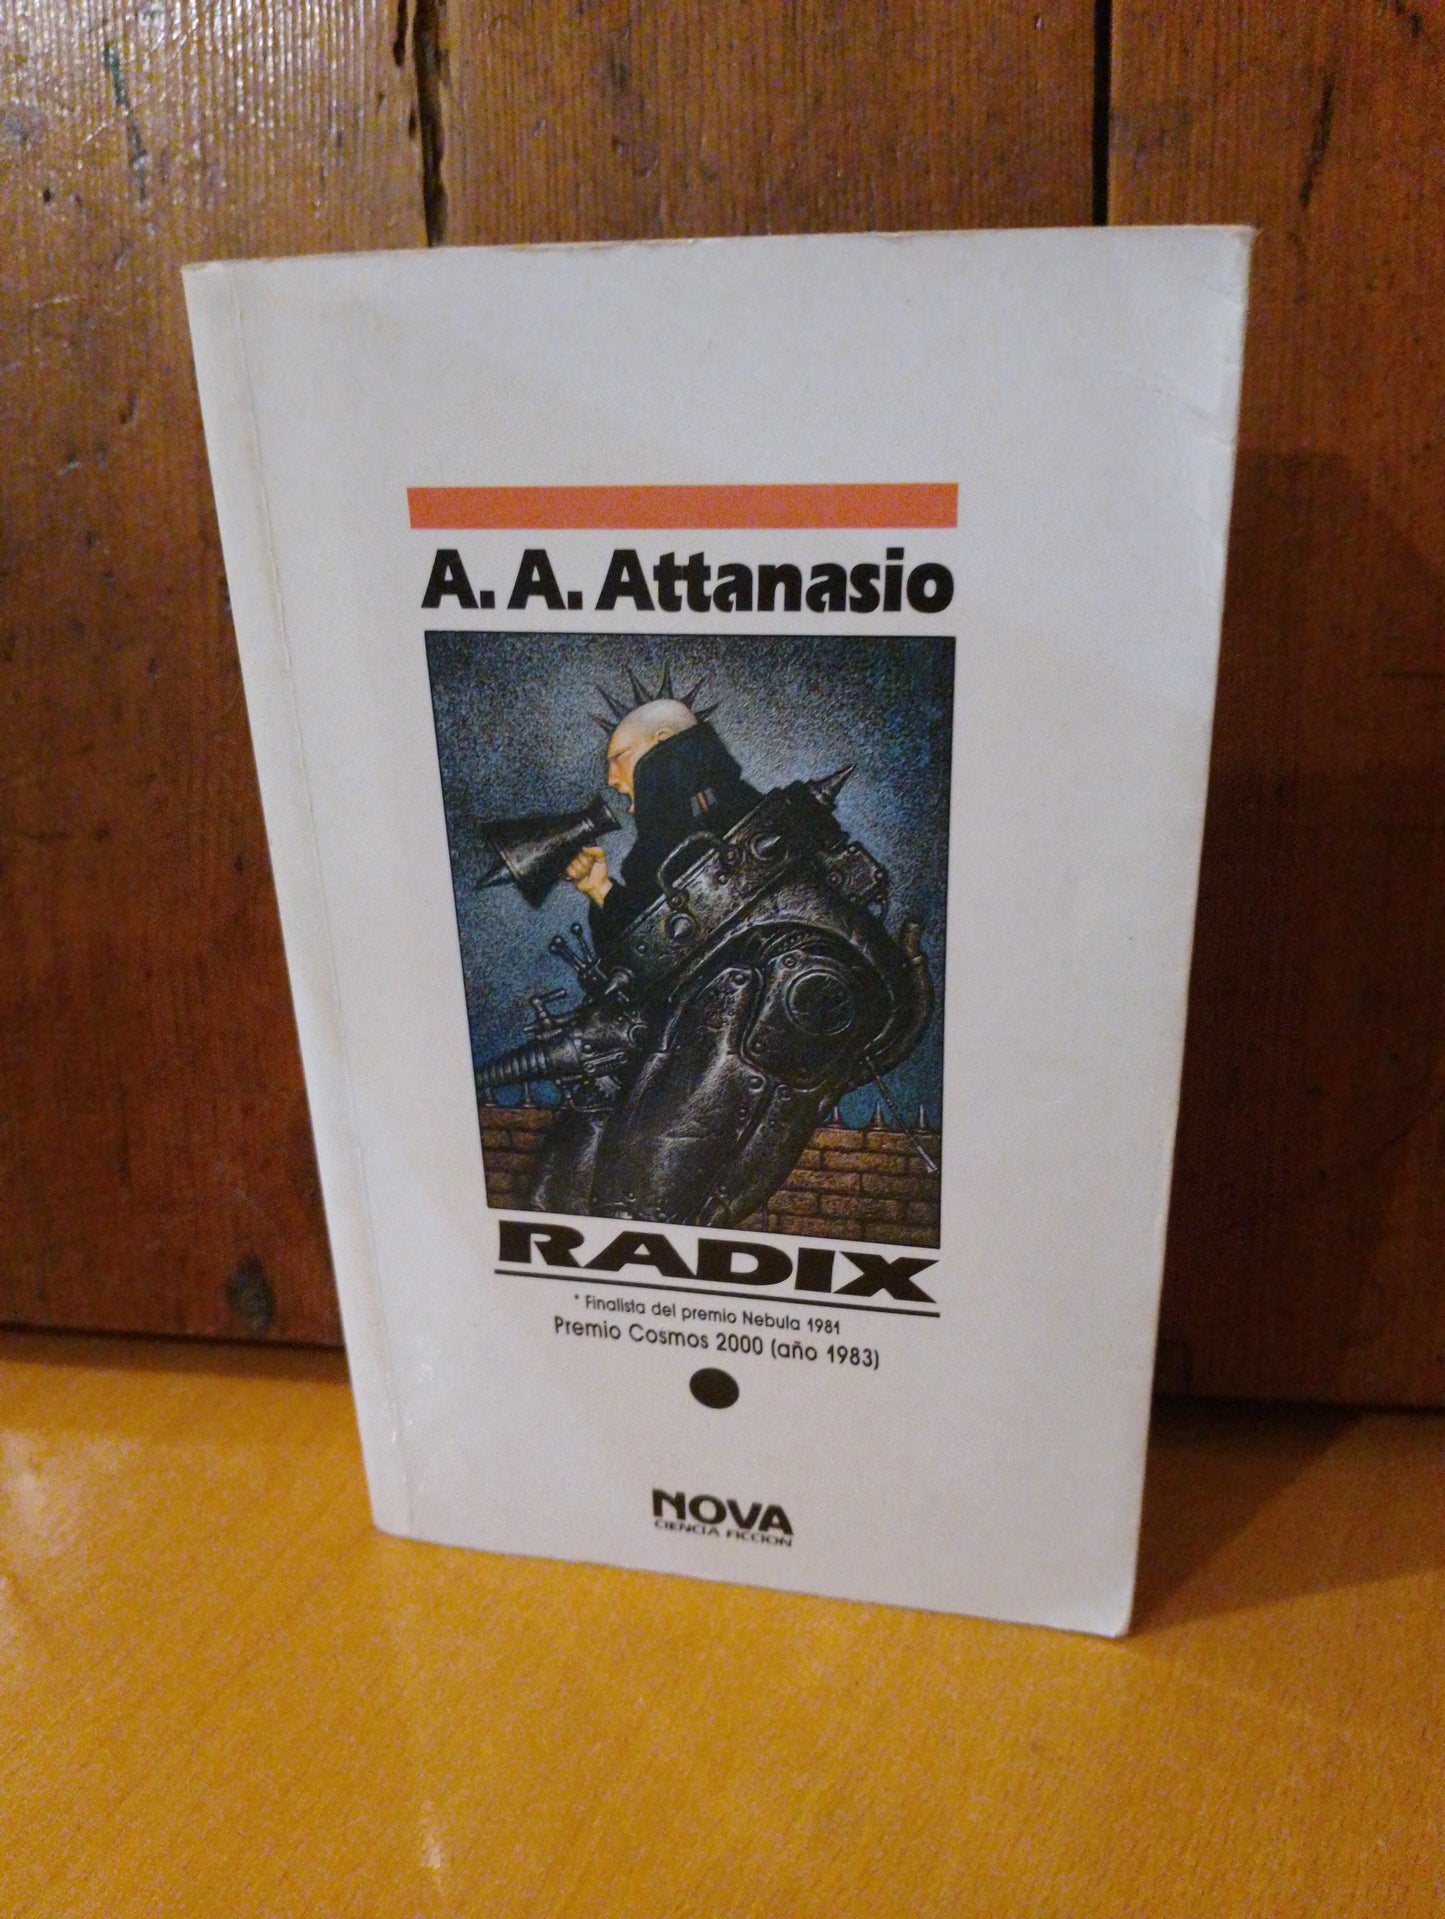 A. A. Attanasio
RADIX
* Finalista del premio Nebula 1981
Premio Cosmos 2000 (año 1983)
NOVA
CIENCIA FICCION